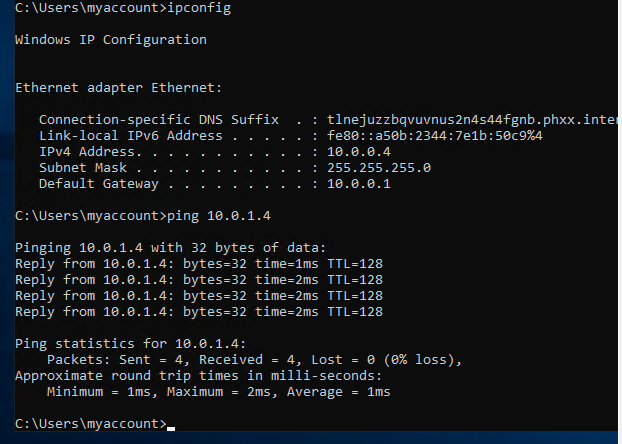 C:\Users\myaccount>ipconfig
Windows IP Configuration
Ethernet adapter Ethernet:
   Connection-specific DNS Suffix  . : tlnejuzzbqvuvnus2n4s44fgnb.phxx.inter
   Link-local IPv6 Address . . . . . : fe80::a50b:2344:7e1b:50c9%4
   IPv4 Address. . . . . . . . . . . : 10.0.0.4
   Subnet Mask . . . . . . . . . . . : 255.255.255.0
   Default Gateway . . . . . . . . . : 10.0.0.1
C:\Users\myaccount>ping 10.0.1.4
Pinging 10.0.1.4 with 32 bytes of data:
Reply from 10.0.1.4: bytes=32 time=1ms TTL=128
Reply from 10.0.1.4: bytes=32 time=2ms TTL=128
Reply from 10.0.1.4: bytes=32 time=2ms TTL=128
Reply from 10.0.1.4: bytes=32 time=2ms TTL=128
Ping statistics for 10.0.1.4:
    Packets: Sent = 4, Received = 4, Lost = 0 (0% loss),
Approximate round trip times in milli-seconds:
    Minimum = 1ms, Maximum = 2ms, Average = 1ms
C:\Users\myaccount>_